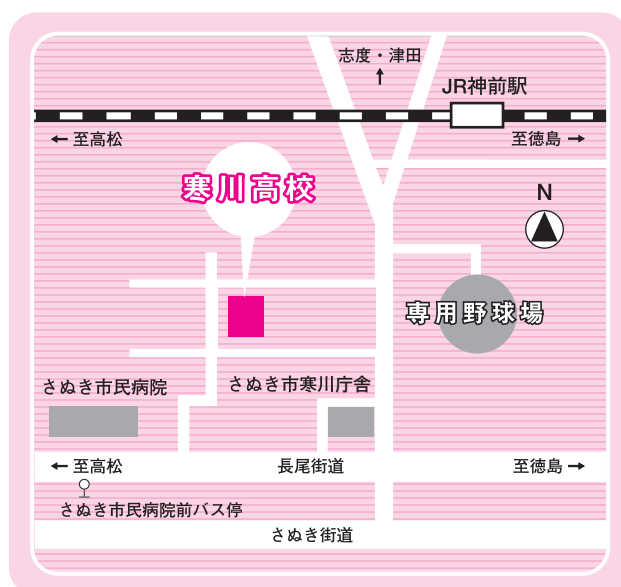 志度・津田
↑
JR神前駅
←至高松
至徳島→
寒川高校
N
専用野球場
さぬき市民病院
さぬき市寒川庁舎
←至高松
長尾街道
至徳島→
さぬき市民病院前バス停
さぬき街道